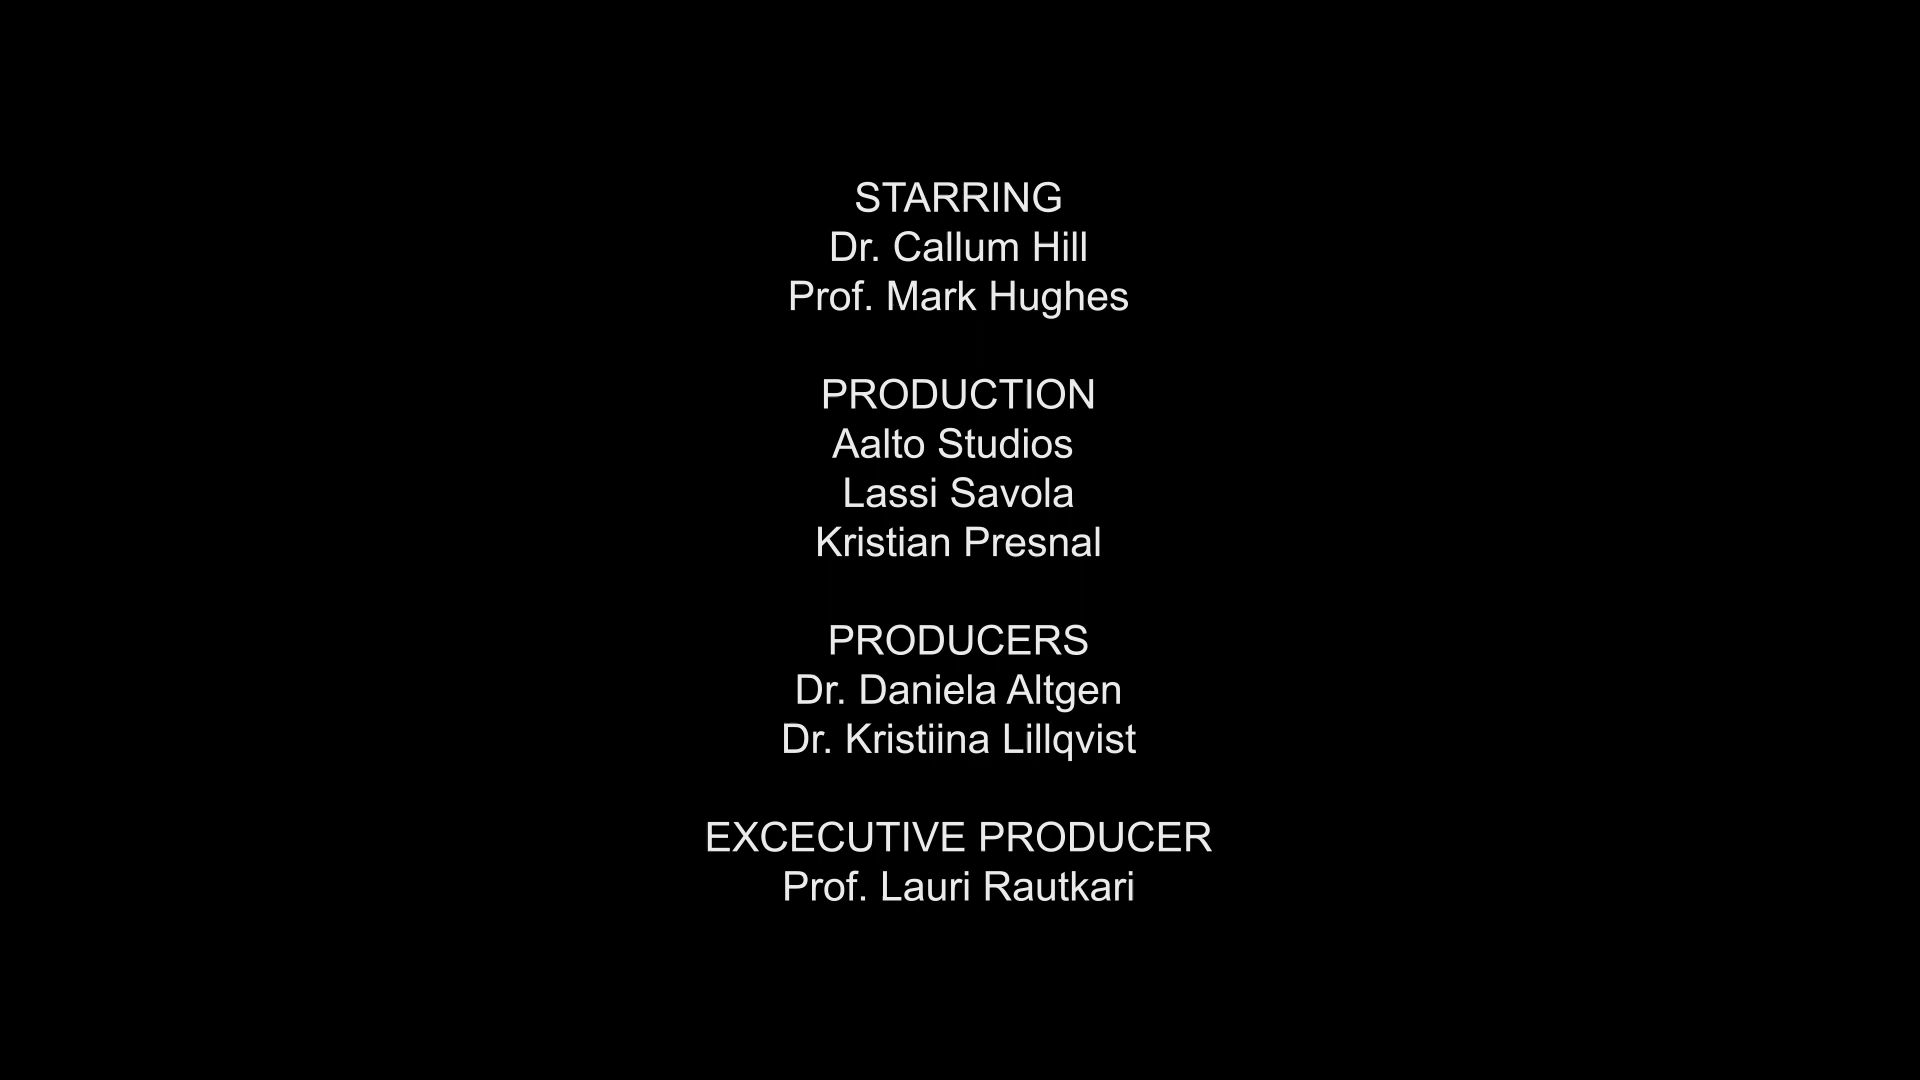 STARRING
Dr. Callum Hill
Prof. Mark Hughes
PRODUCTION
Aalto Studios
Lassi Savola
Kristian Presnal
PRODUCERS
Dr. Daniela Altgen
Dr. Kristiina Lillqvist
EXCECUTIVE PRODUCER
Prof. Lauri Rautkari